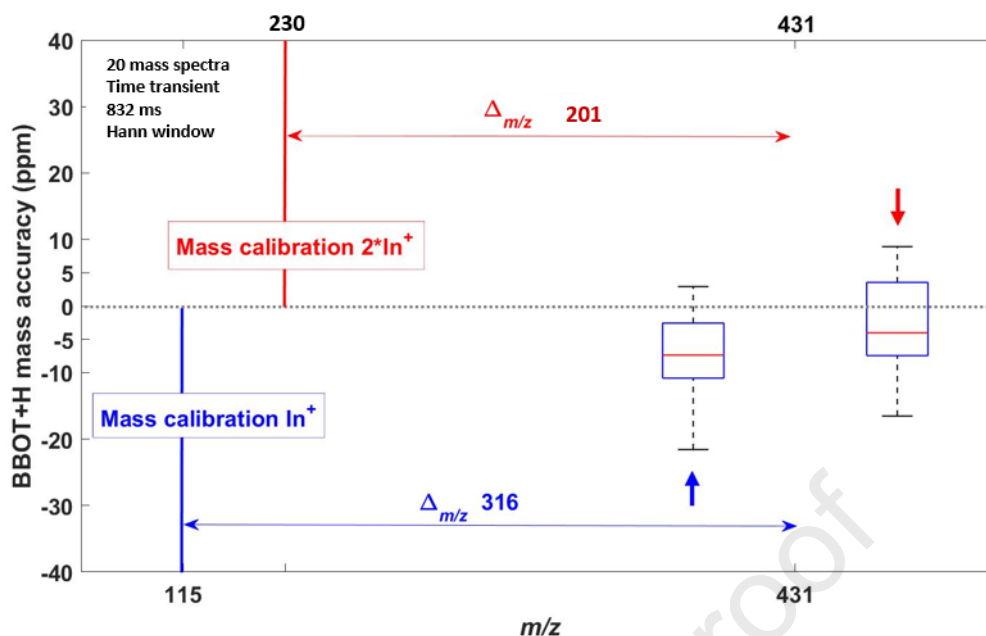 230 431
40
20 mass spectra
Time transient
832 ms
Hann window
30
Δm/z 201
20
10
Mass calibration 2*In+
5
0
-5
-10
Mass calibration In+
-20
-30
Δm/z 316
-40
115 431
BBOT+H mass accuracy (ppm)
m/z
roof